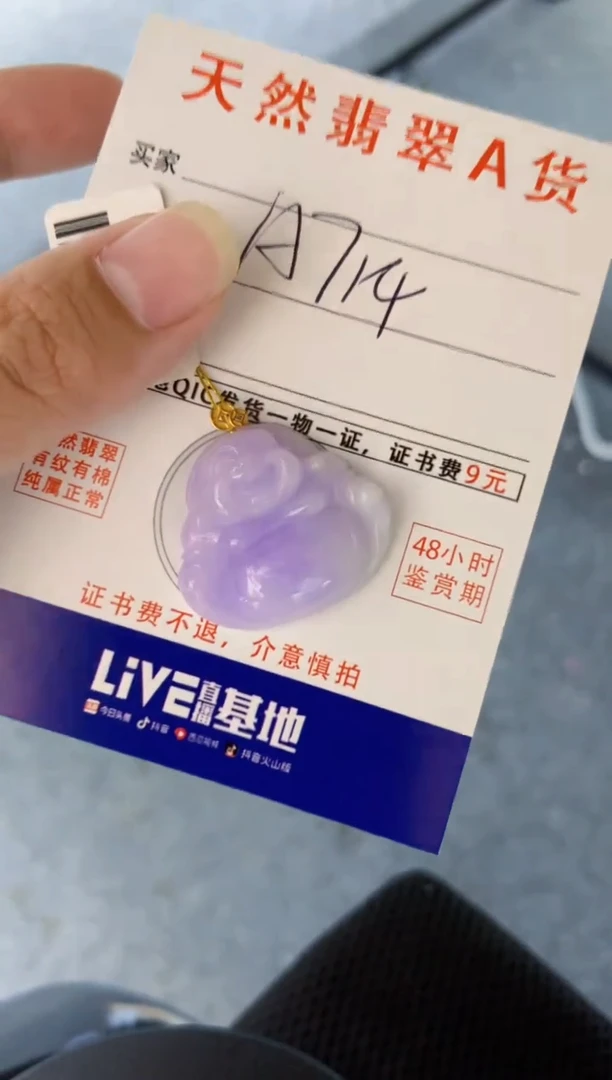 天然翡翠A货
买家
A714
发货一物一证，证书费9元
然翡翠
有纹有棉
纯属正常
48小时
鉴赏期
证书费不退，介意慎拍
LiVE直播基地
今日头条 抖音 西瓜视频 抖音火山版